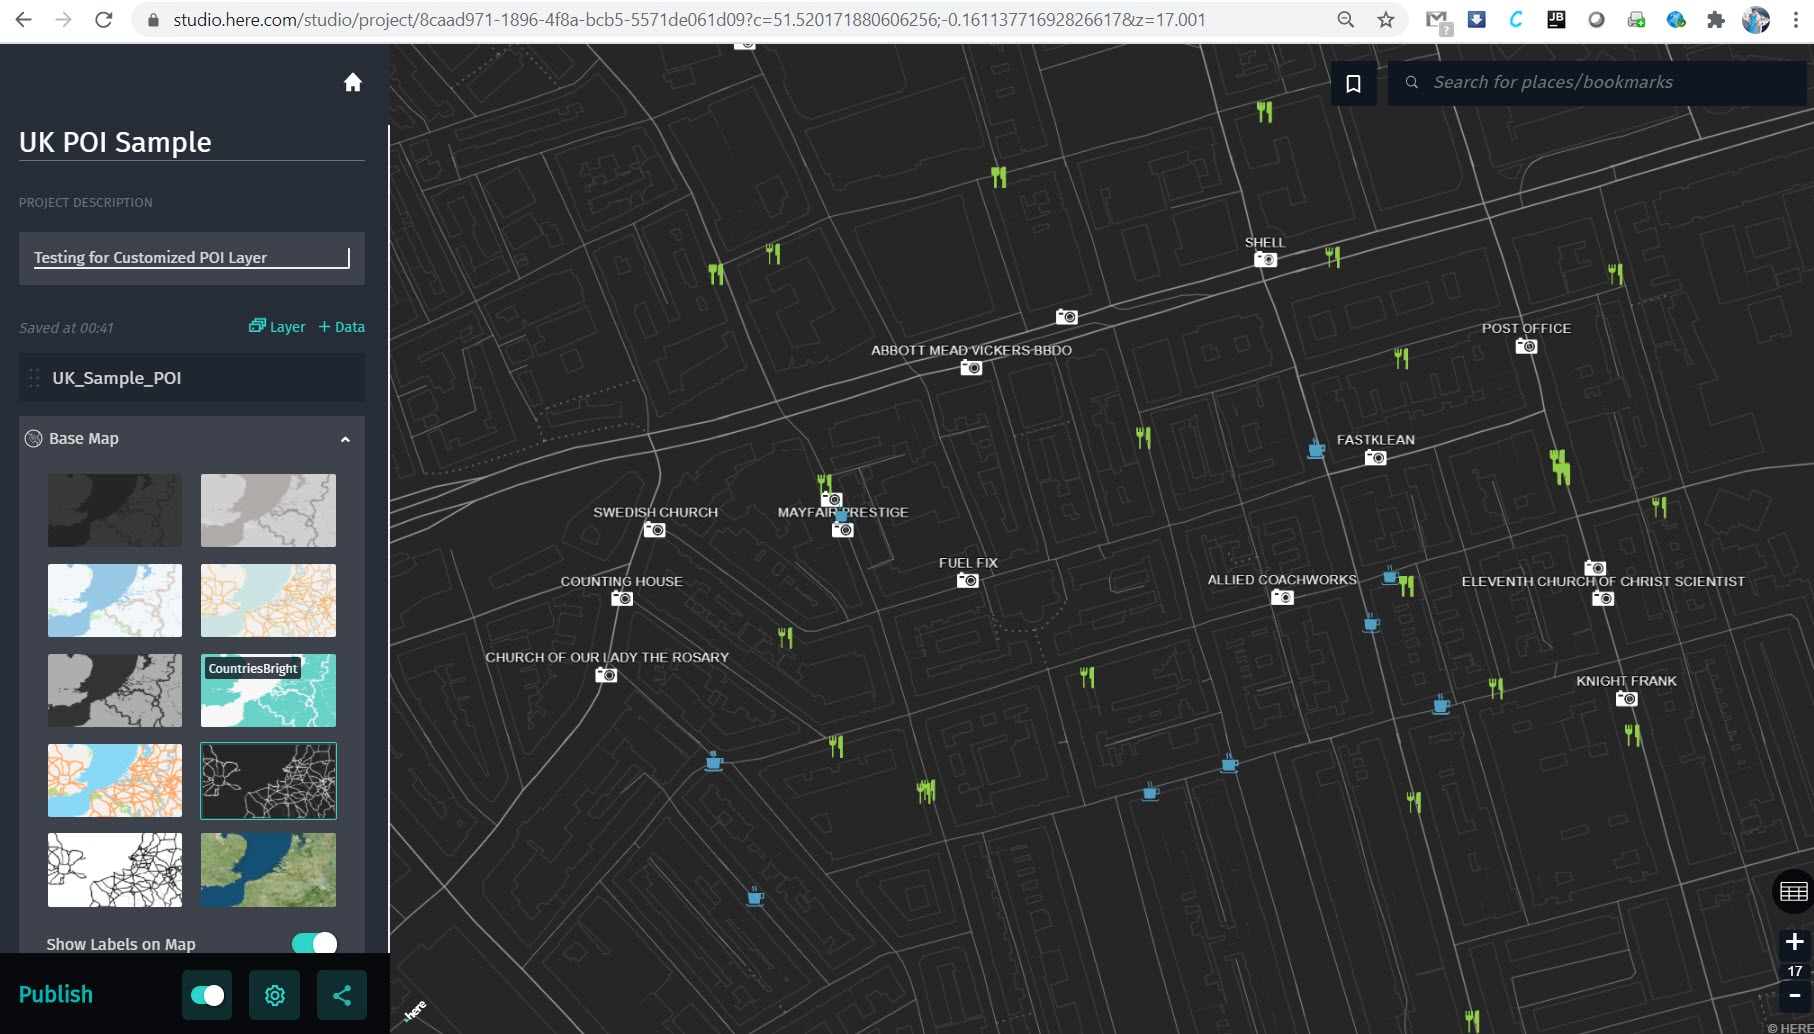 studio.here.com/studio/project/8caad971-1896-4f8a-bcb5-5571de061d09?c=51.520171880606256;-0.16113771692826617&z=17.001
?
JB
UK POI Sample
PROJECT DESCRIPTION
Testing for Customized POI Layer
Saved at 00:41
Layer
+ Data
UK_Sample_POI
Base Map
CountriesBright
Show Labels on Map
Publish
Search for places/bookmarks
SHELL
POST OFFICE
ABBOTT MEAD VICKERS BBDO
FASTKLEAN
SWEDISH CHURCH
MAYFAIR PRESTIGE
FUEL FIX
COUNTING HOUSE
ALLIED COACHWORKS
ELEVENTH CHURCH OF CHRIST SCIENTIST
CHURCH OF OUR LADY THE ROSARY
KNIGHT FRANK
+
17
−
here
© HERE